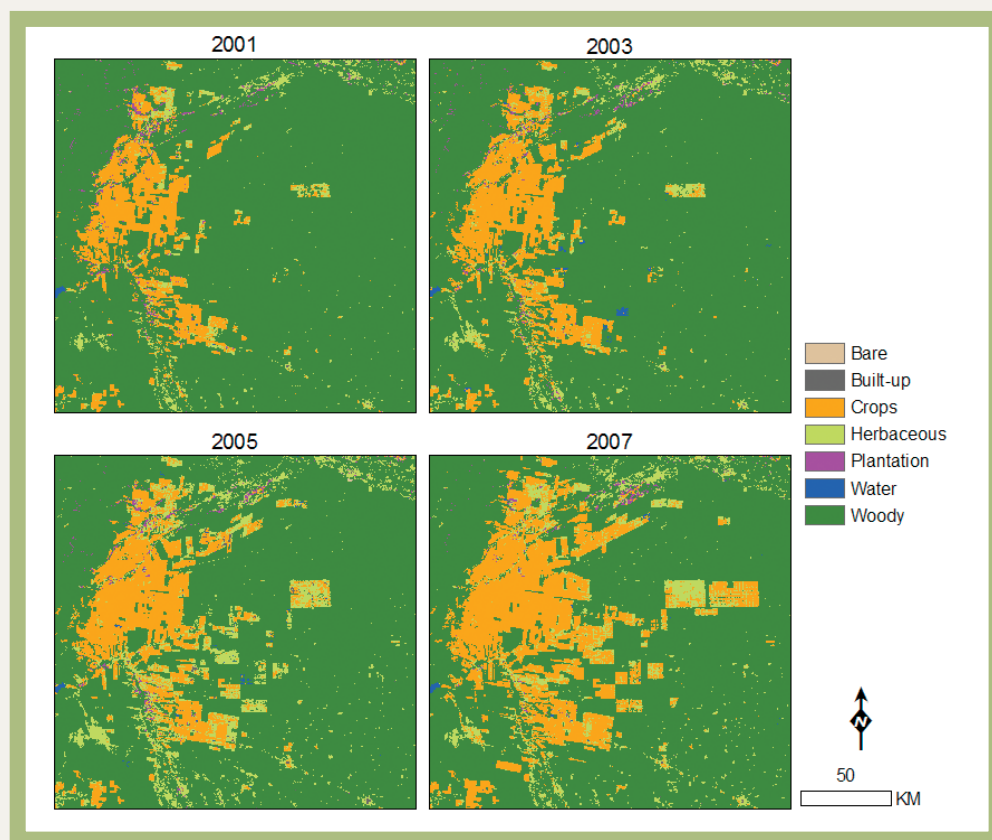 2001
2003
2005
2007
Bare
Built-up
Crops
Herbaceous
Plantation
Water
Woody
N
50
KM